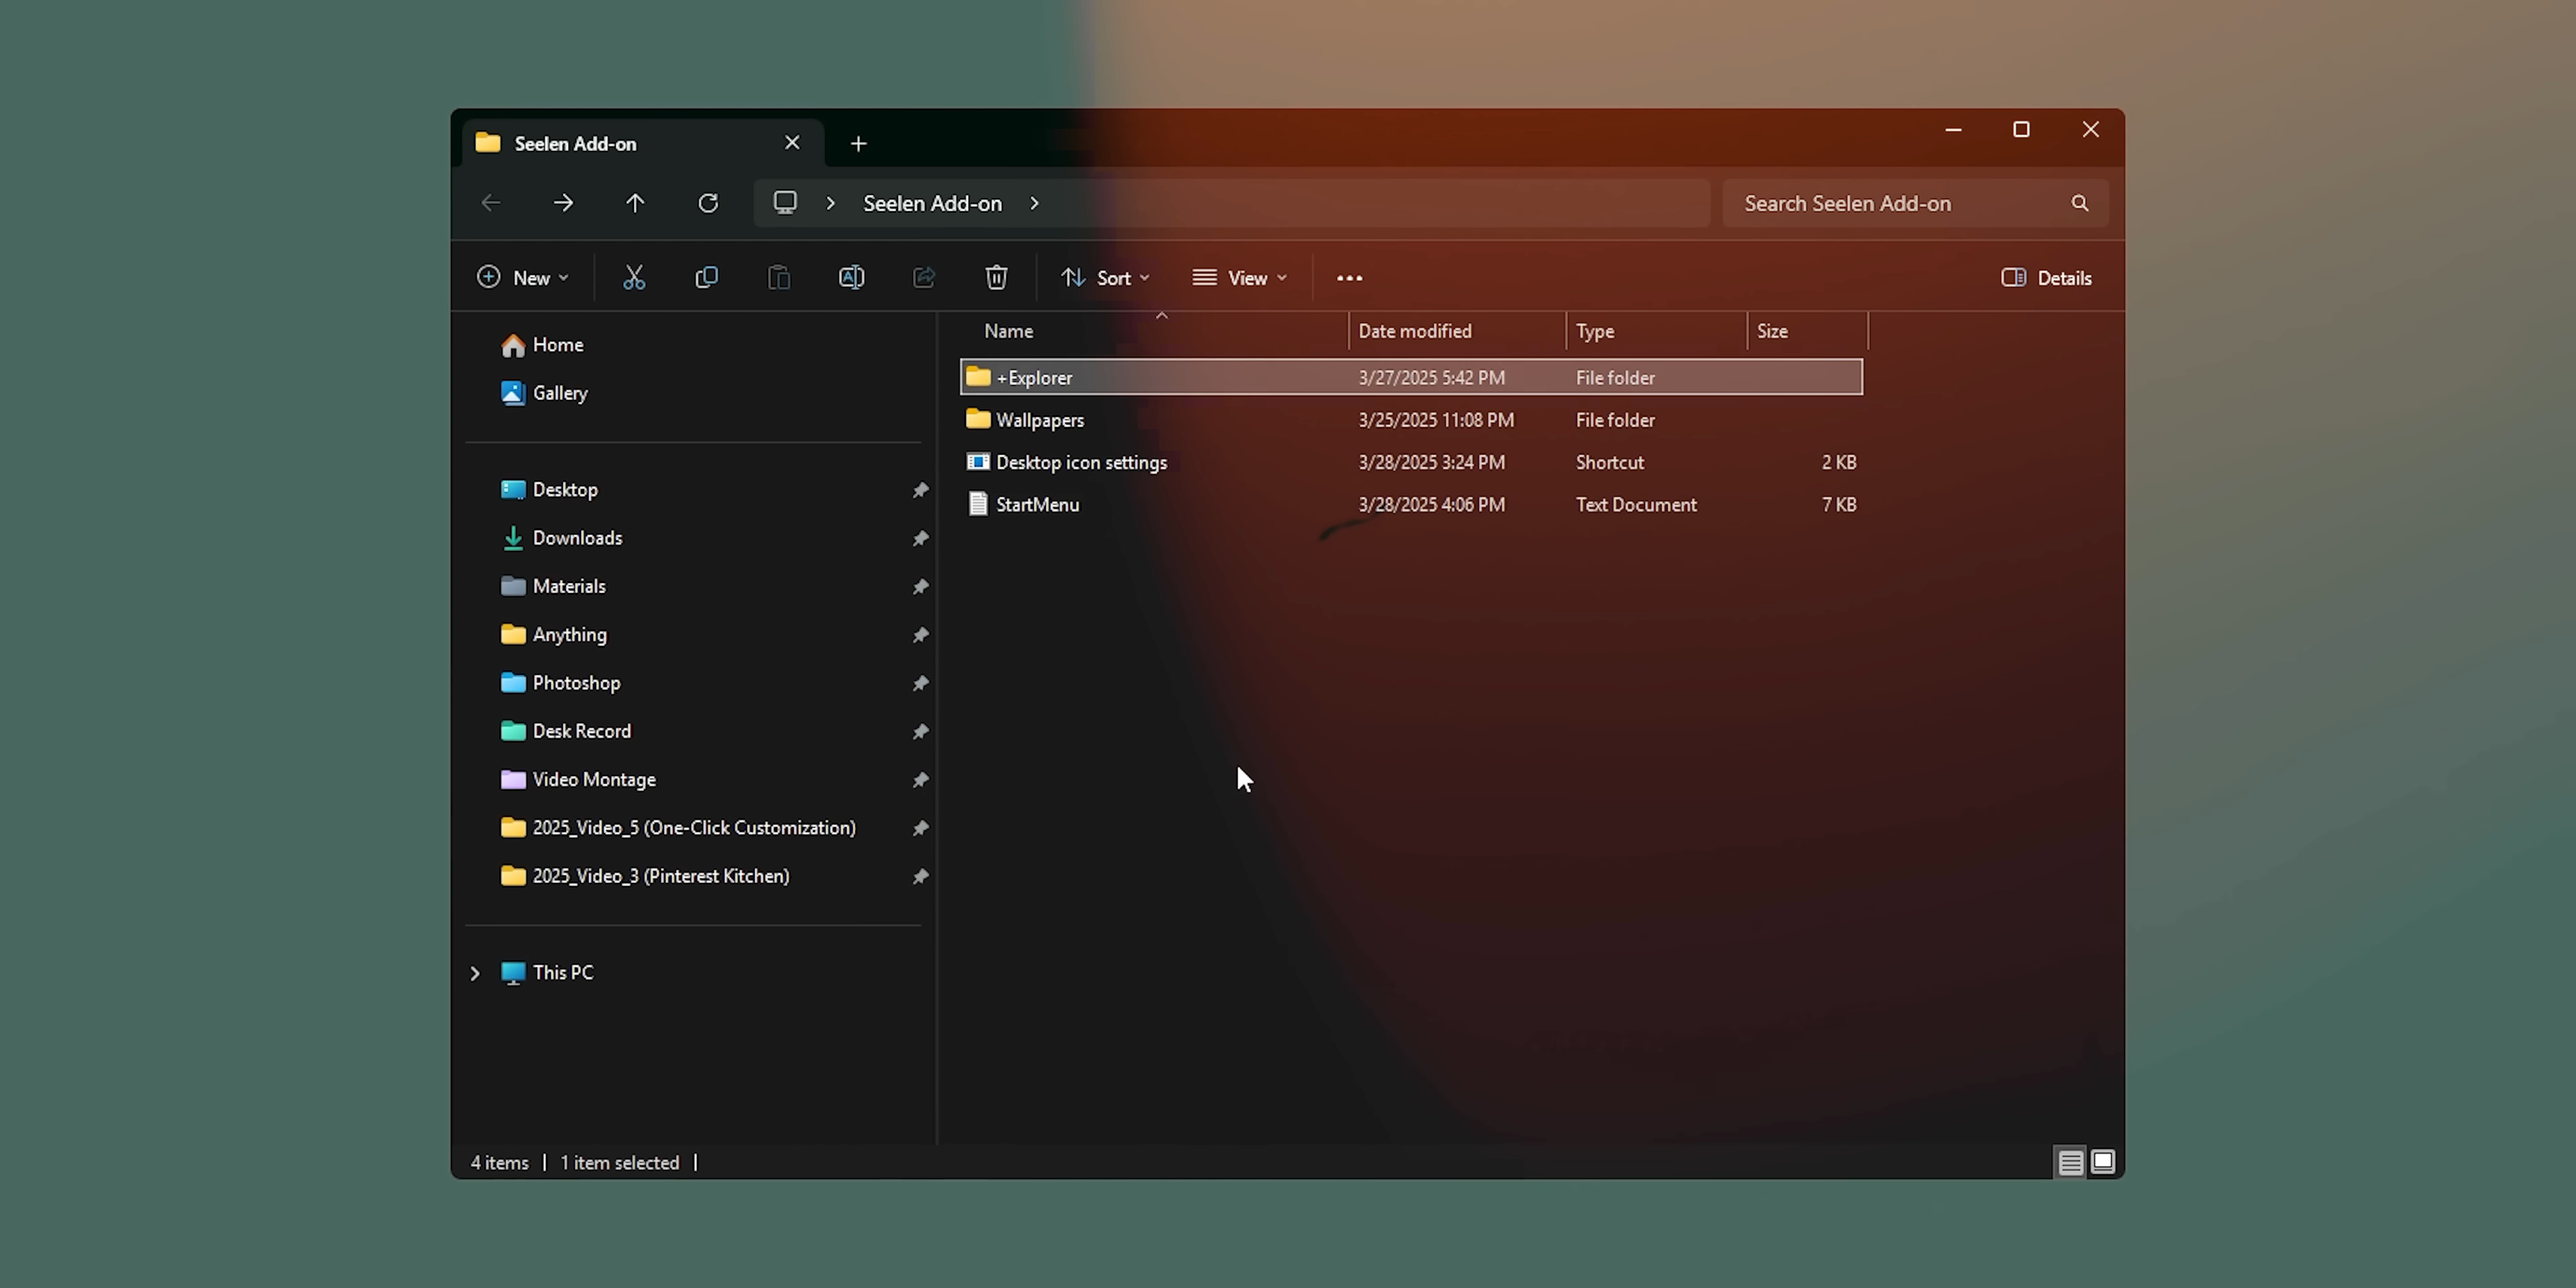 Seelen Add-on
Seelen Add-on
Search Seelen Add-on
New
Sort
View
Details
Home
Gallery
Desktop
Downloads
Materials
Anything
Photoshop
Desk Record
Video Montage
2025_Video_5 (One-Click Customization)
2025_Video_3 (Pinterest Kitchen)
This PC
Name Date modified Type Size
+Explorer 3/27/2025 5:42 PM File folder
Wallpapers 3/25/2025 11:08 PM File folder
Desktop icon settings 3/28/2025 3:24 PM Shortcut 2 KB
StartMenu 3/28/2025 4:06 PM Text Document 7 KB
4 items | 1 item selected |